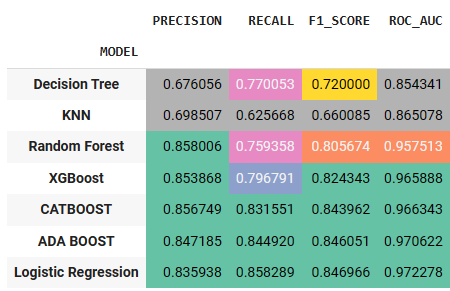 PRECISION RECALL F1_SCORE ROC_AUC
MODEL
Decision Tree 0.676056 0.770053 0.720000 0.854341
KNN 0.698507 0.625668 0.660085 0.865078
Random Forest 0.858006 0.759358 0.805674 0.957513
XGBoost 0.853868 0.796791 0.824343 0.965888
CATBOOST 0.856749 0.831551 0.843962 0.966343
ADA BOOST 0.847185 0.844920 0.846051 0.970622
Logistic Regression 0.835938 0.858289 0.846966 0.972278